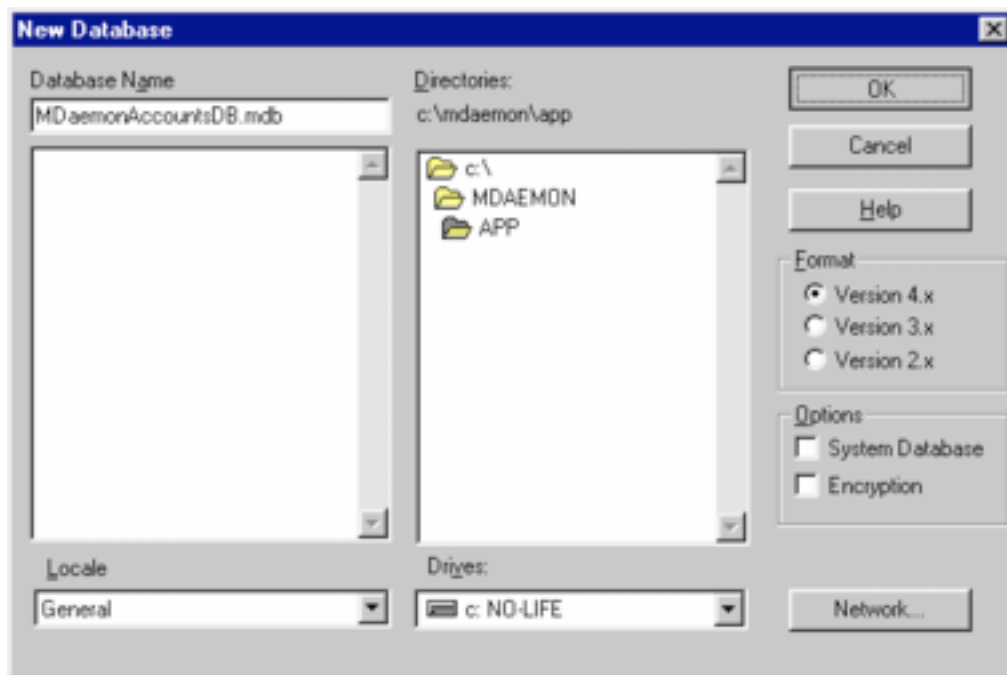 New Database
Database Name
MDaemonAccountsDB.mdb
Directories:
c:\mdaemon\app
c:\
MDAEMON
APP
OK
Cancel
Help
Format
Version 4.x
Version 3.x
Version 2.x
Options
System Database
Encryption
Locale
General
Drives:
c: NO-LIFE
Network...